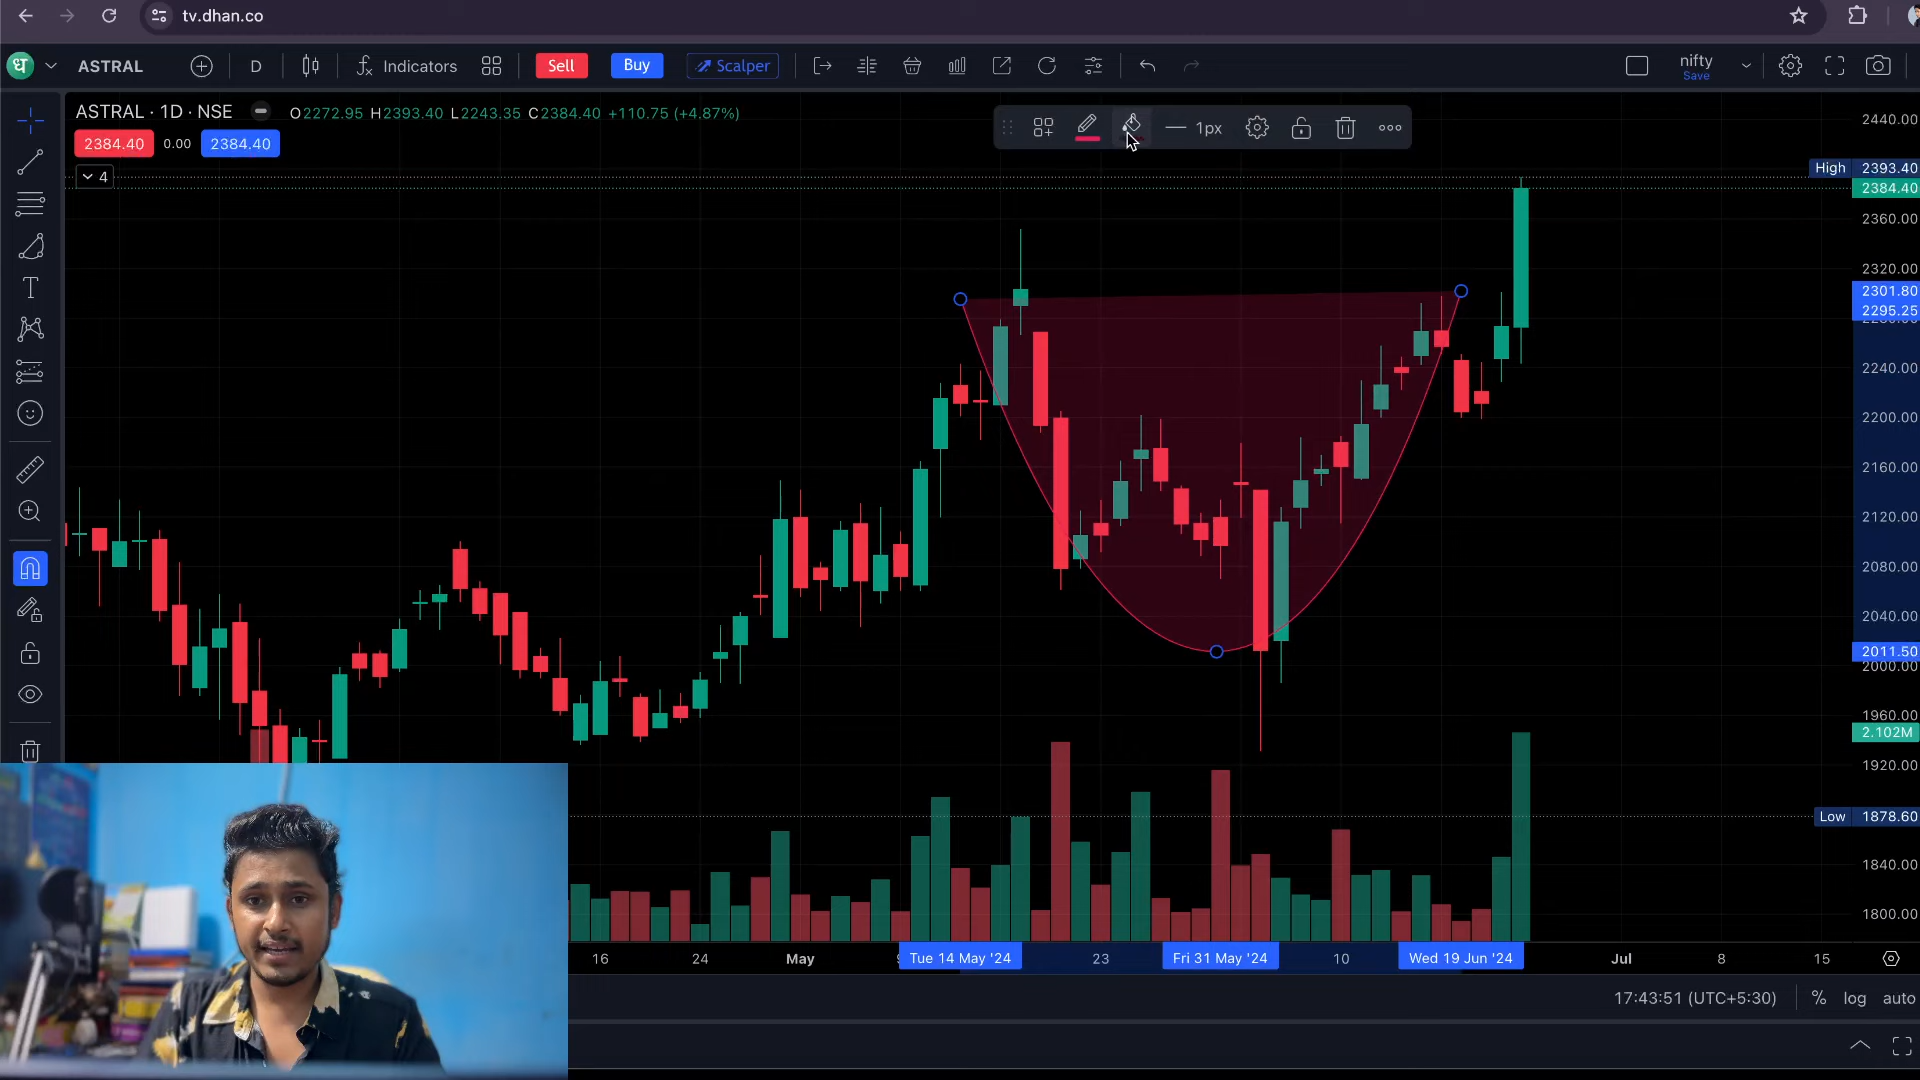 tv.dhan.co
ध ASTRAL D Indicators Sell Buy Scalper nifty
Save
ASTRAL · 1D · NSE O2272.95 H2393.40 L2243.35 C2384.40 +110.75 (+4.87%)
1px
2384.40 0.00 2384.40
4
2440.00
High 2393.40
2384.40
2360.00
2320.00
2301.80
2295.25
2240.00
2200.00
2160.00
2120.00
2080.00
2040.00
2011.50
2000.00
1960.00
2.102M
1920.00
Low 1878.60
1840.00
1800.00
16 24 May Tue 14 May '24 23 Fri 31 May '24 10 Wed 19 Jun '24 Jul 8 15
17:43:51 (UTC+5:30) % log auto